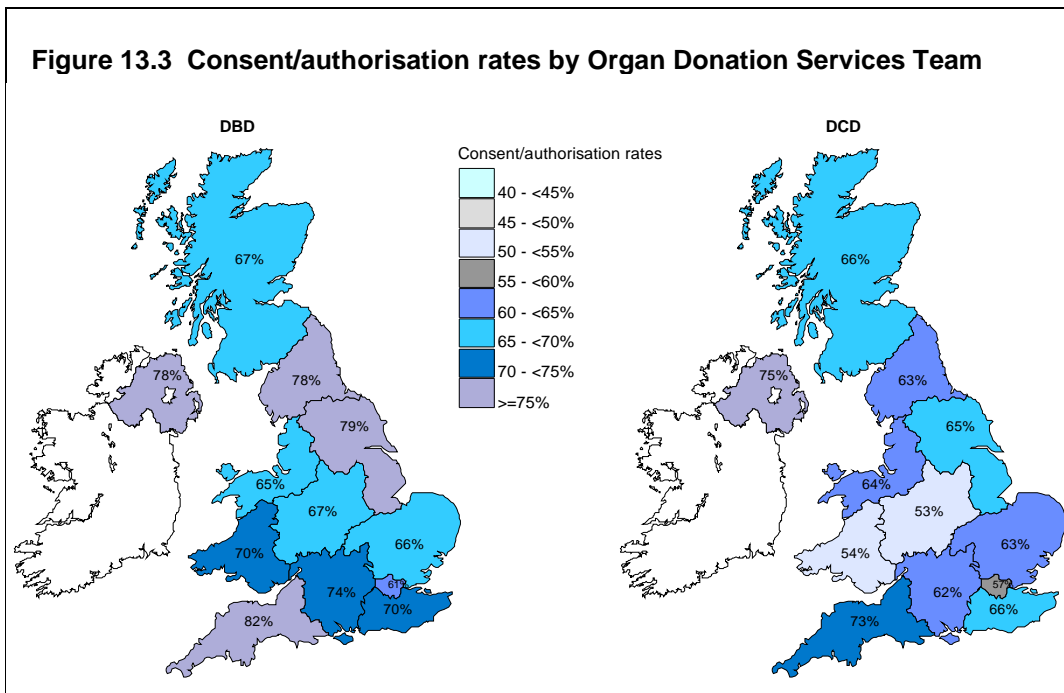 Figure 13.3 Consent/authorisation rates by Organ Donation Services Team
DBD
67%
78%
78%
79%
65%
67%
66%
70%
61%
74%
70%
82%
Consent/authorisation rates
40 - <45%
45 - <50%
50 - <55%
55 - <60%
60 - <65%
65 - <70%
70 - <75%
>=75%
DCD
66%
75%
63%
65%
64%
53%
63%
54%
57%
62%
66%
73%